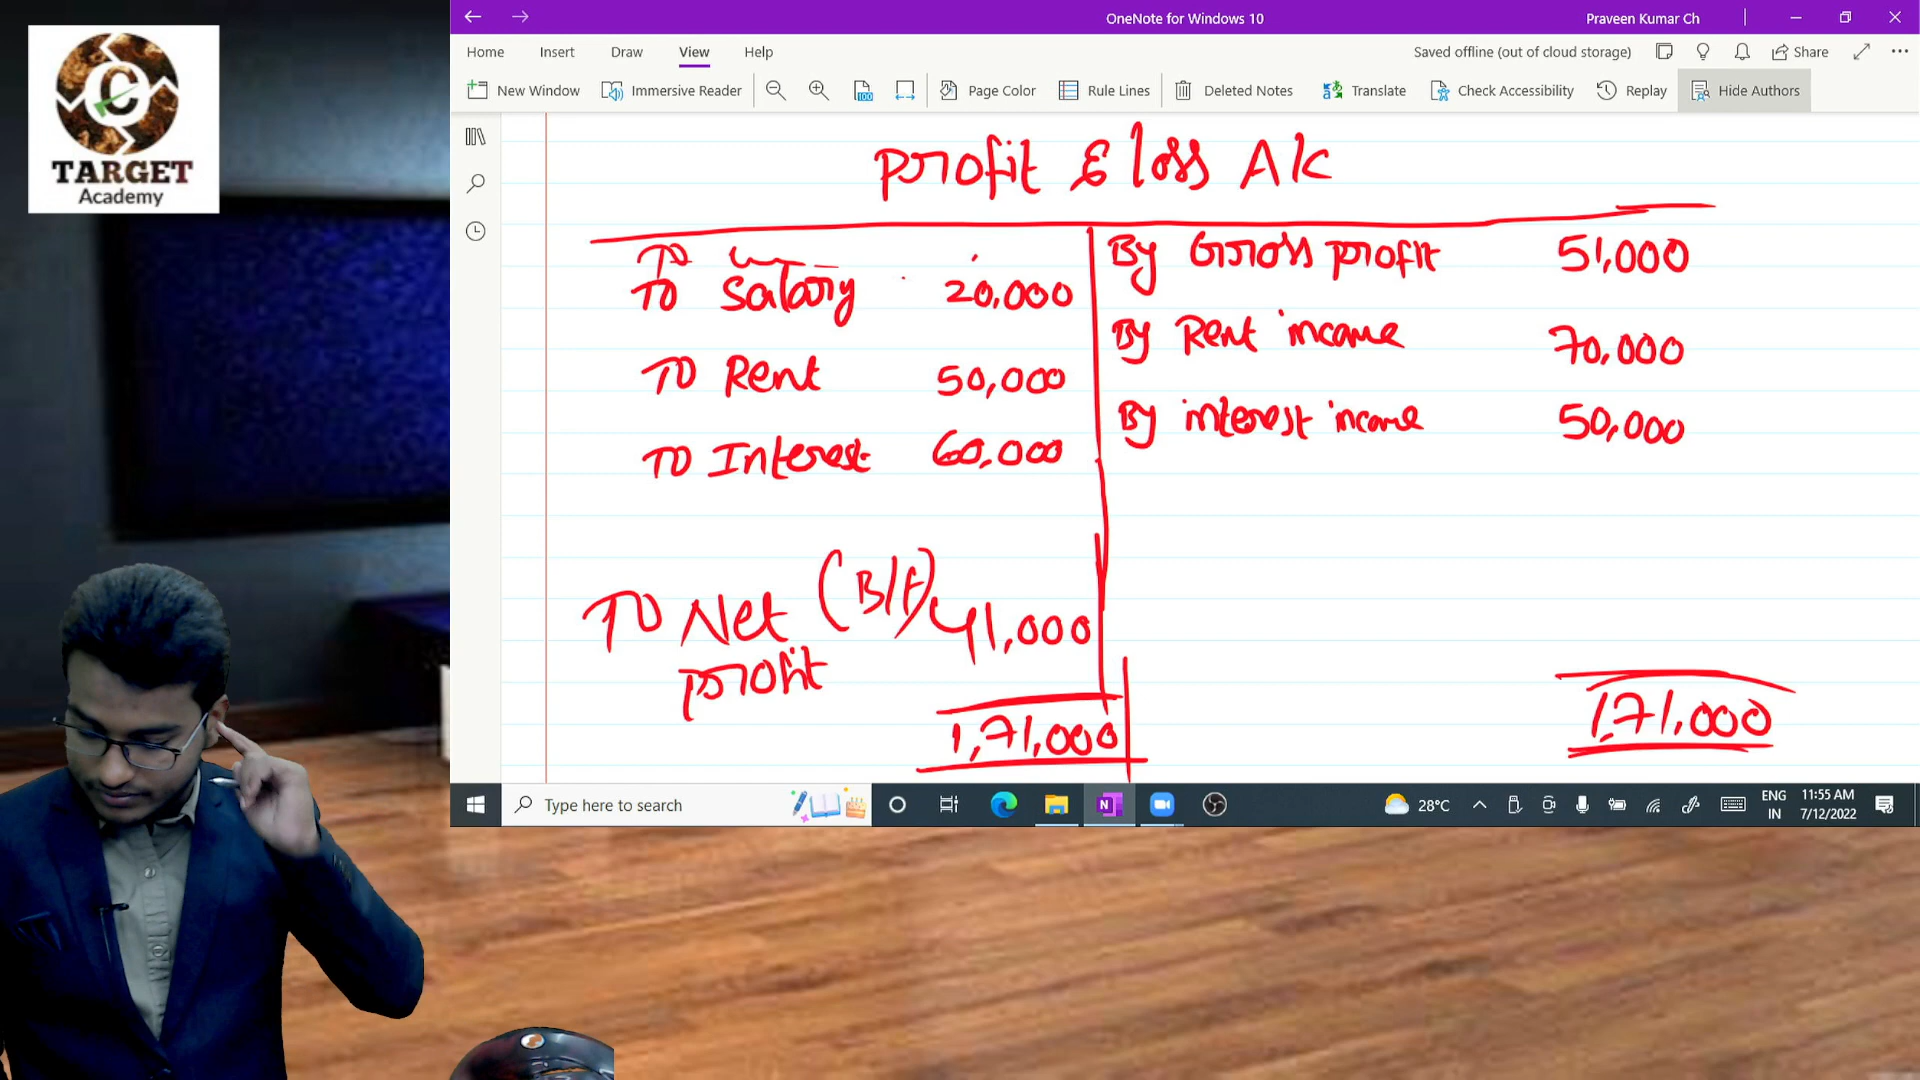 C
TARGET
Academy
OneNote for Windows 10
Praveen Kumar Ch
Home Insert Draw View Help
Saved offline (out of cloud storage)
Share
New Window
Immersive Reader
100
Page Color
Rule Lines
Deleted Notes
Translate
Check Accessibility
Replay
Hide Authors
Profit & loss A/c
To
To Salary 20,000
To Rent 50,000
To Interest 60,000
To Net (B/F) 41,000
profit
1,71,000
By Gross profit 51,000
By Rent income 70,000
By interest income 50,000
1,71,000
Type here to search
N
28°C
ENG
IN
11:55 AM
7/12/2022